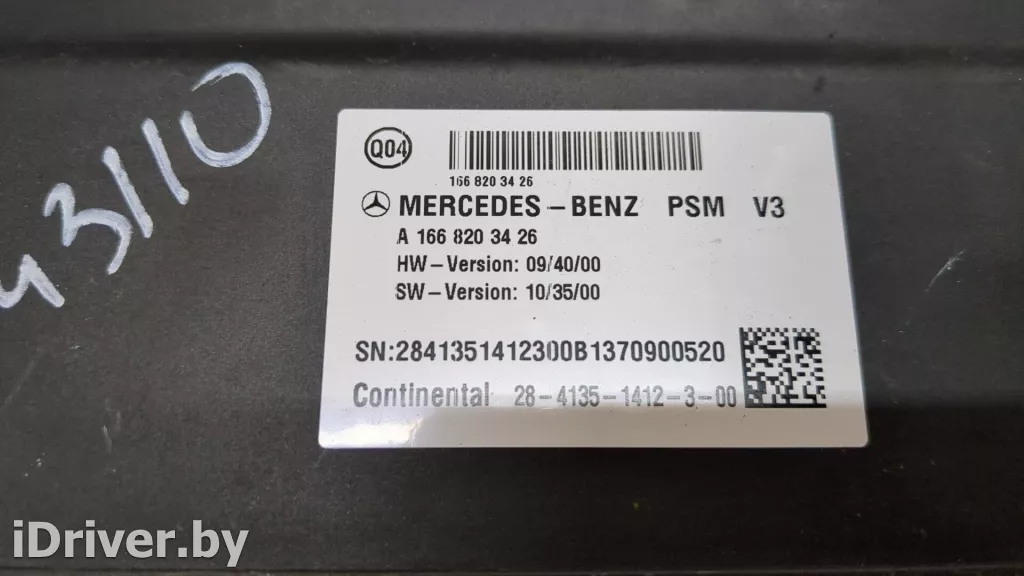 43110
Q04
166 820 34 26
MERCEDES-BENZ PSM V3
A 166 820 34 26
HW-Version: 09/40/00
SW-Version: 10/35/00
SN:2841351412300B1370900520
Continental 28-4135-1412-3-00
iDriver.by